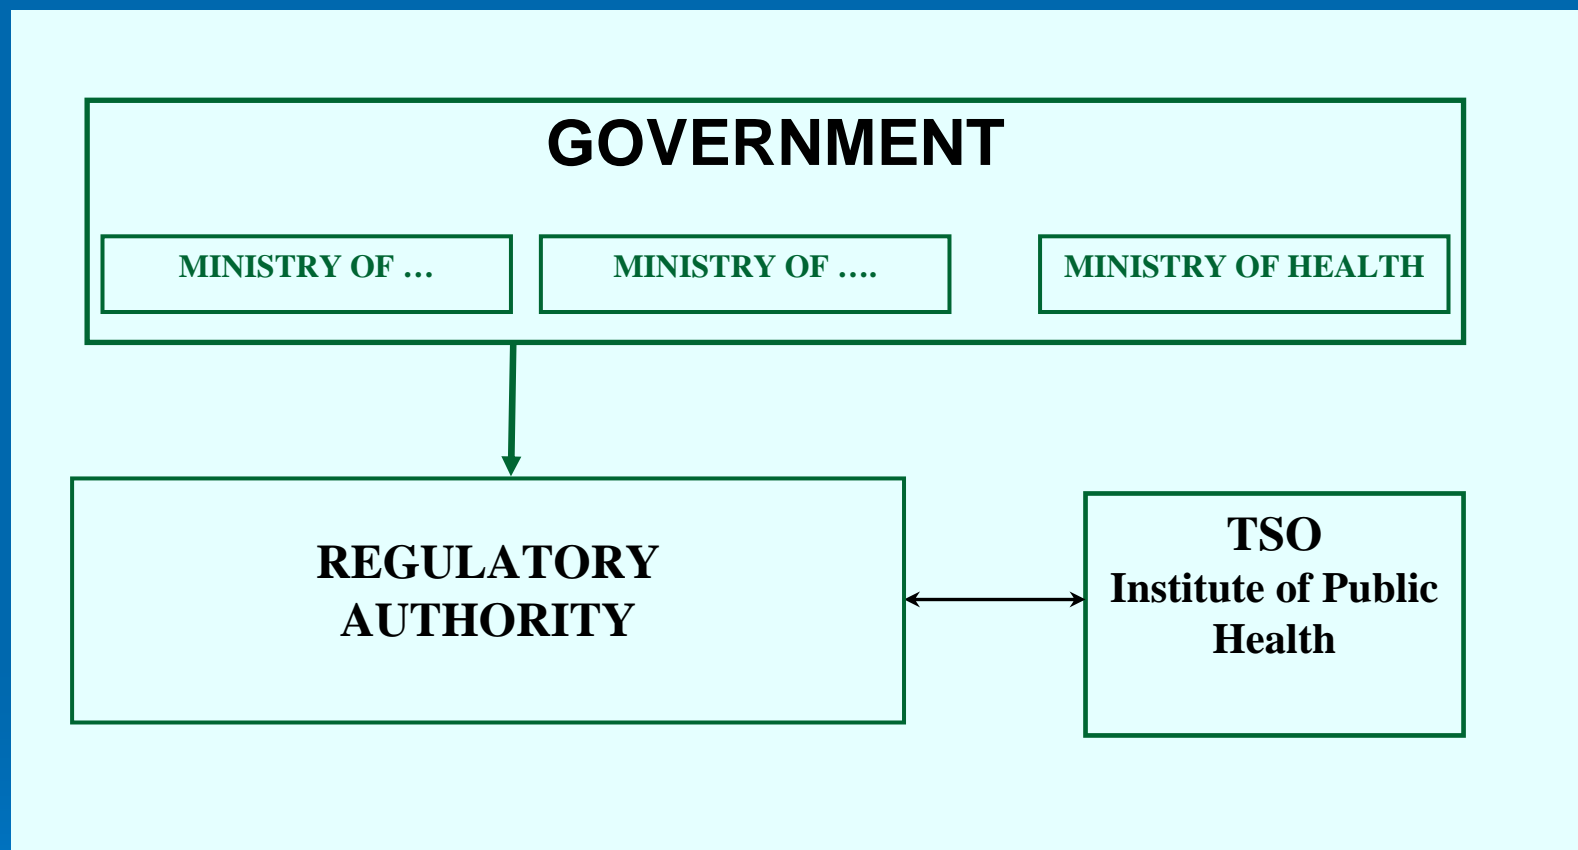 GOVERNMENT
MINISTRY OF …
MINISTRY OF ….
MINISTRY OF HEALTH
REGULATORY
AUTHORITY
TSO
Institute of Public
Health